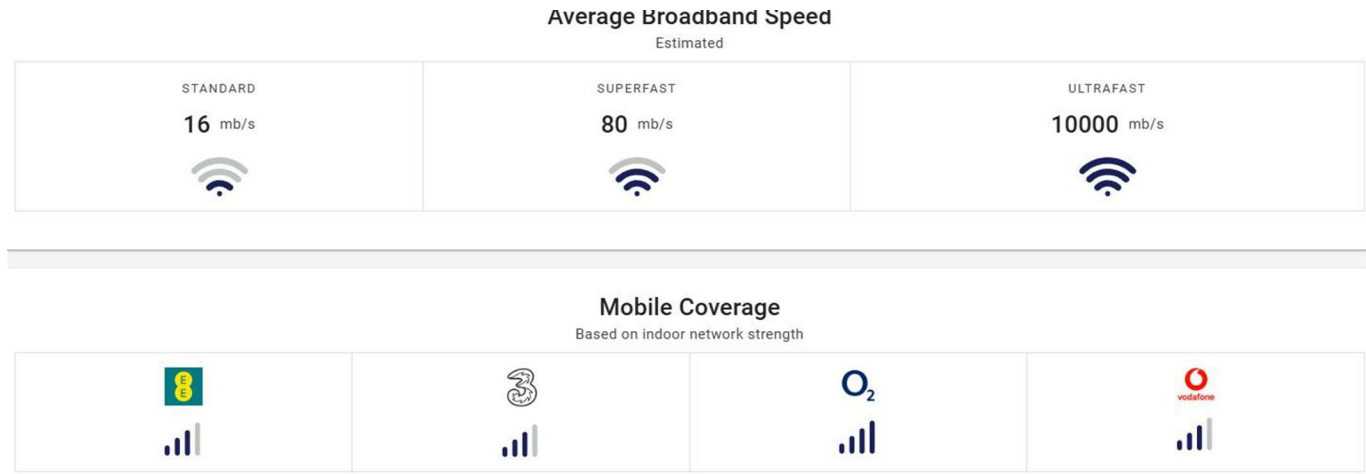 Average Broadband Speed
Estimated
STANDARD
16 mb/s
SUPERFAST
80 mb/s
ULTRAFAST
10000 mb/s
Mobile Coverage
Based on indoor network strength
E
E
3
O2
vodafone